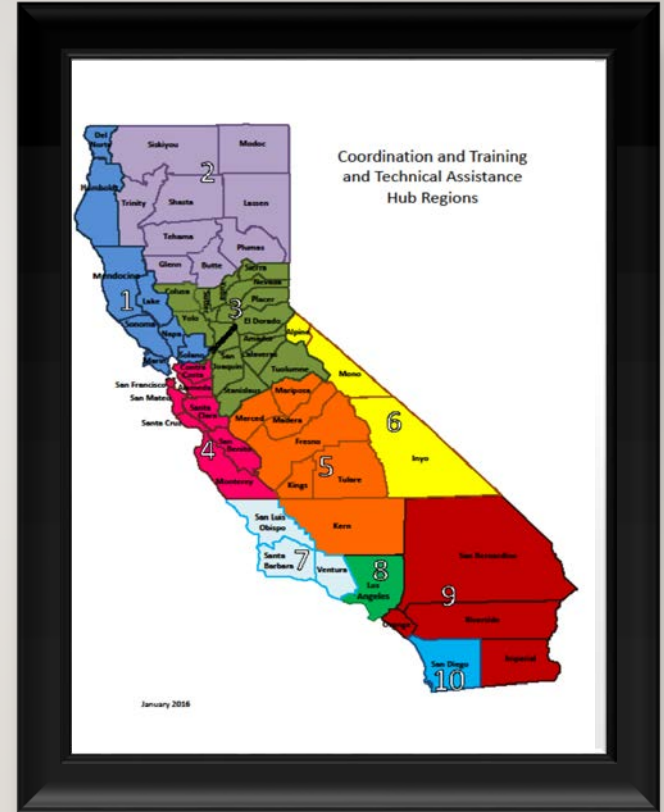 Coordination and Training
and Technical Assistance
Hub Regions
Del
Norte
Siskiyou
Modoc
2
Humboldt
Trinity
Shasta
Lassen
Tehama
Plumas
Glenn
Butte
Sierra
Mendocino
Colusa
Nevada
Lake
Placer
1
3
Yolo
El Dorado
Sonoma
Napa
Amador
Alpine
Solano
Calaveras
Marin
San
Joaquin
Contra
Costa
Tuolumne
Mono
San Francisco
Alameda
Stanislaus
Mariposa
San Mateo
Santa
Clara
Merced
Madera
6
Santa Cruz
San
Benito
Fresno
4
5
Inyo
Monterey
Kings
Tulare
San Luis
Obispo
Kern
Santa
Barbara
7
Ventura
8
Los
Angeles
San Bernardino
9
Orange
Riverside
San Diego
10
Imperial
January 2016